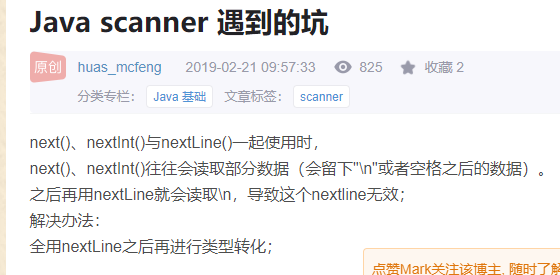 Java scanner 遇到的坑
原创 huas_mcfeng 2019-02-21 09:57:33 825 收藏 2
分类专栏： Java 基础 文章标签： scanner
next()、nextInt()与nextLine()一起使用时，
next()、nextInt()往往会读取部分数据（会留下"\n"或者空格之后的数据）。
之后再用nextLine就会读取\n，导致这个nextline无效；
解决办法：
全用nextLine之后再进行类型转化；
点赞Mark关注该博主, 随时了解